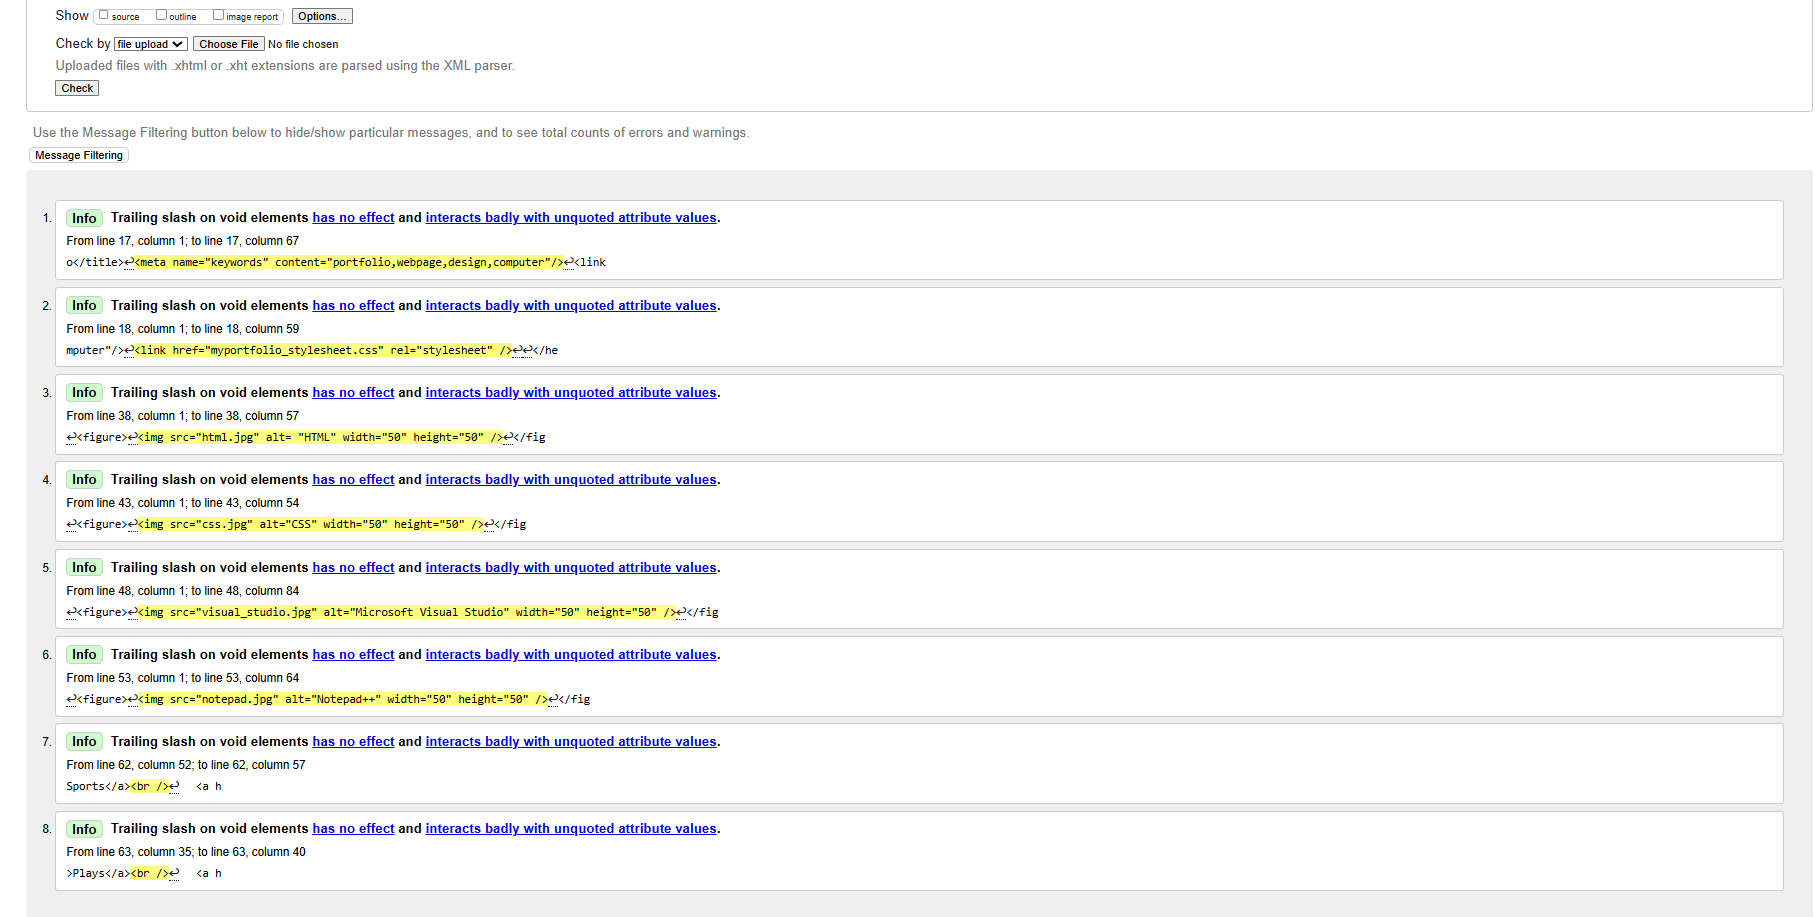 Show source outline image report Options...
Check by file upload Choose File No file chosen
Uploaded files with .xhtml or .xht extensions are parsed using the XML parser.
Check
Use the Message Filtering button below to hide/show particular messages, and to see total counts of errors and warnings.
Message Filtering
1. Info Trailing slash on void elements has no effect and interacts badly with unquoted attribute values.
From line 17, column 1; to line 17, column 67
o</title>↩<meta name="keywords" content="portfolio,webpage,design,computer"/>↩<link
2. Info Trailing slash on void elements has no effect and interacts badly with unquoted attribute values.
From line 18, column 1; to line 18, column 59
mputer"/>↩<link href="myportfolio_stylesheet.css" rel="stylesheet" />↩↩</he
3. Info Trailing slash on void elements has no effect and interacts badly with unquoted attribute values.
From line 38, column 1; to line 38, column 57
↩<figure>↩<img src="html.jpg" alt= "HTML" width="50" height="50" />↩</fig
4. Info Trailing slash on void elements has no effect and interacts badly with unquoted attribute values.
From line 43, column 1; to line 43, column 54
↩<figure>↩<img src="css.jpg" alt="CSS" width="50" height="50" />↩</fig
5. Info Trailing slash on void elements has no effect and interacts badly with unquoted attribute values.
From line 48, column 1; to line 48, column 84
↩<figure>↩<img src="visual_studio.jpg" alt="Microsoft Visual Studio" width="50" height="50" />↩</fig
6. Info Trailing slash on void elements has no effect and interacts badly with unquoted attribute values.
From line 53, column 1; to line 53, column 64
↩<figure>↩<img src="notepad.jpg" alt="Notepad++" width="50" height="50" />↩</fig
7. Info Trailing slash on void elements has no effect and interacts badly with unquoted attribute values.
From line 62, column 52; to line 62, column 57
Sports</a><br />↩ <a h
8. Info Trailing slash on void elements has no effect and interacts badly with unquoted attribute values.
From line 63, column 35; to line 63, column 40
>Plays</a><br />↩ <a h